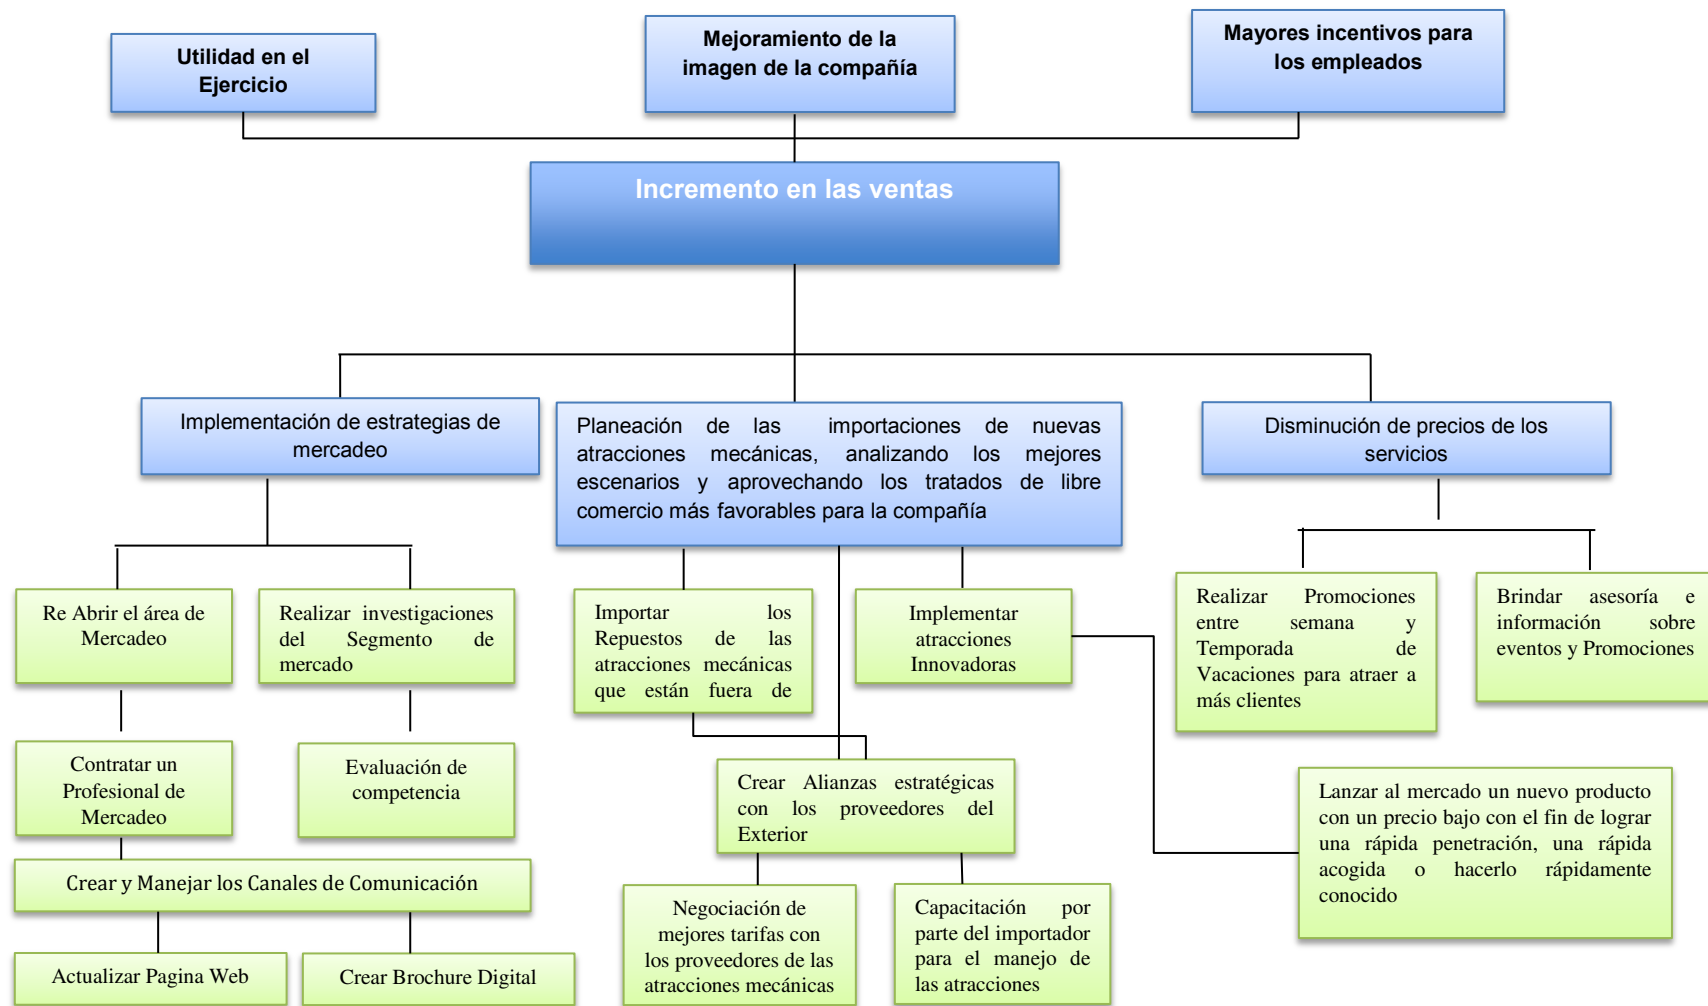 Utilidad en el
Ejercicio
Mejoramiento de la
imagen de la compañía
Mayores incentivos para
los empleados
Incremento en las ventas
Implementación de estrategias de
mercadeo
Planeación de las importaciones de nuevas
atracciones mecánicas, analizando los mejores
escenarios y aprovechando los tratados de libre
comercio más favorables para la compañía
Disminución de precios de los
servicios
Re Abrir el área de
Mercadeo
Realizar investigaciones
del Segmento de
mercado
Importar los
Repuestos de las
atracciones mecánicas
que están fuera de
Implementar
atracciones
Innovadoras
Realizar Promociones
entre semana y
Temporada de
Vacaciones para atraer a
más clientes
Brindar asesoría e
información sobre
eventos y Promociones
Contratar un
Profesional de
Mercadeo
Evaluación de
competencia
Crear Alianzas estratégicas
con los proveedores del
Exterior
Lanzar al mercado un nuevo producto
con un precio bajo con el fin de lograr
una rápida penetración, una rápida
acogida o hacerlo rápidamente
conocido
Crear y Manejar los Canales de Comunicación
Negociación de
mejores tarifas con
los proveedores de las
atracciones mecánicas
Capacitación por
parte del importador
para el manejo de
las atracciones
Actualizar Pagina Web
Crear Brochure Digital